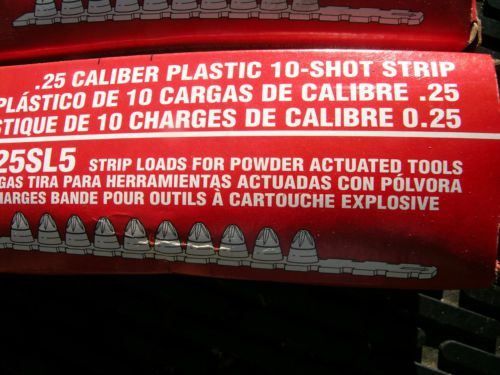 .25 CALIBER PLASTIC 10-SHOT STRIP
PLÁSTICO DE 10 CARGAS DE CALIBRE .25
STIQUE DE 10 CHARGES DE CALIBRE 0.25
25SL5 STRIP LOADS FOR POWDER ACTUATED TOOLS
GAS TIRA PARA HERRAMIENTAS ACTUADAS CON PÓLVORA
HARGES BANDE POUR OUTILS À CARTOUCHE EXPLOSIVE